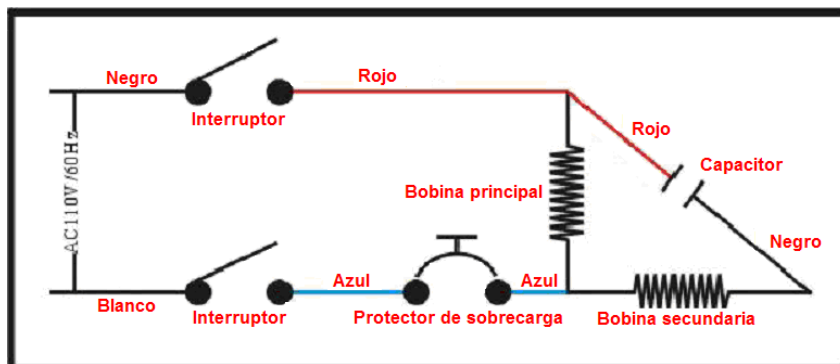 Negro
Rojo
Interruptor
Rojo
Capacitor
AC110V/60Hz
Bobina principal
Negro
Azul
Azul
Blanco
Interruptor
Protector de sobrecarga
Bobina secundaria